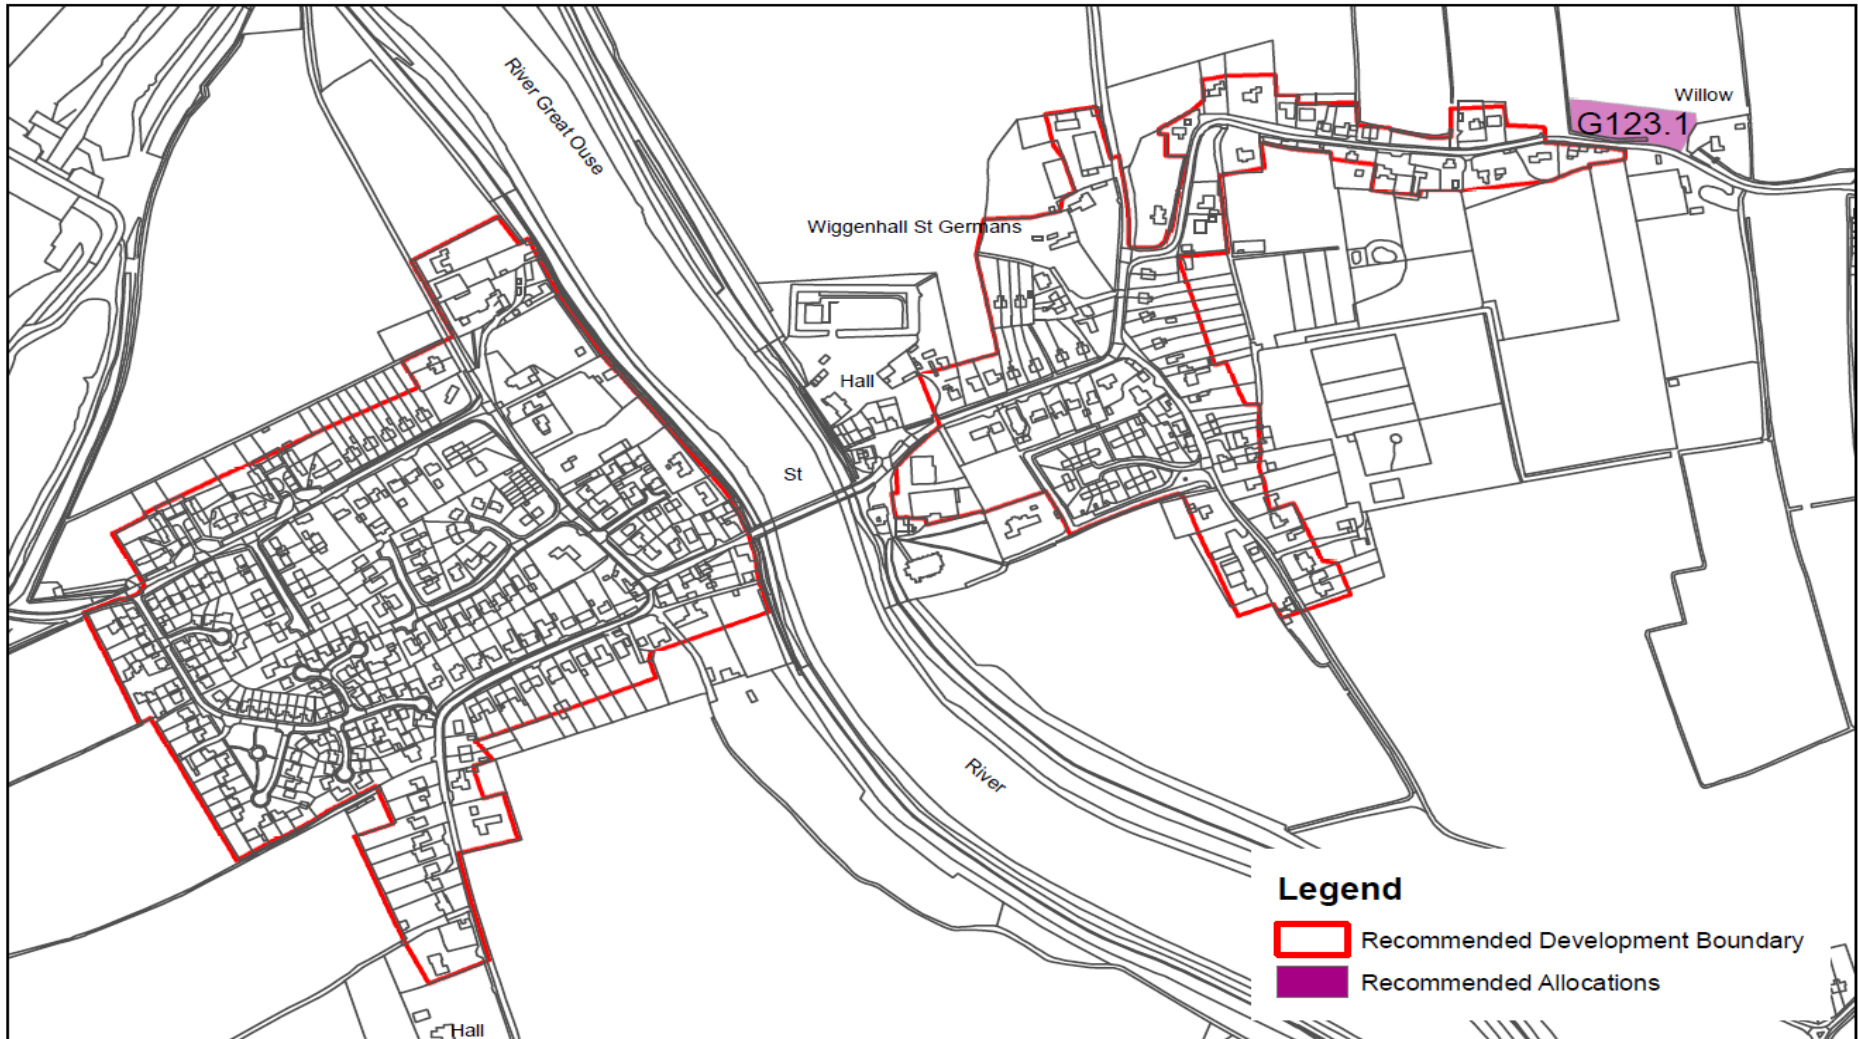 River Great Ouse
Willow
G123.1
Wiggenhall St Germans
Hall
St
River
Legend
Recommended Development Boundary
Recommended Allocations
Hall